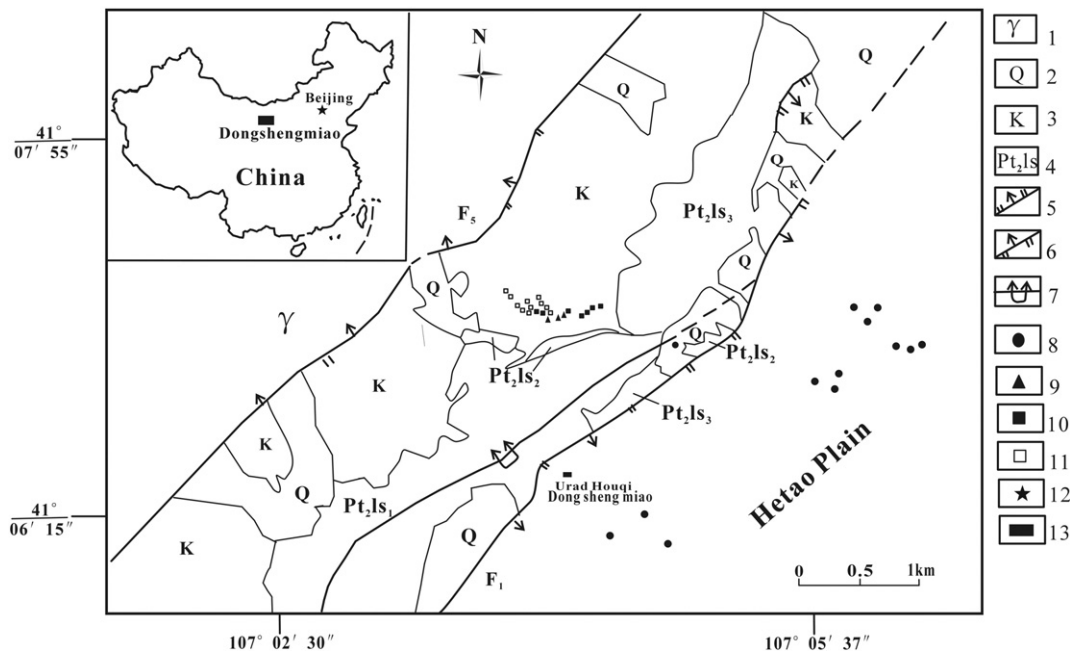 Beijing
Dongshengmiao
China
N
41°
07′ 55″
41°
06′ 15″
107° 02′ 30″
107° 05′ 37″
F₅
γ
Q
Q
K
K
Q
K
Pt₂ls₃
Q
Q
Pt₂ls₂
K
Q
Pt₂ls₂
Pt₂ls₃
K
Q
Pt₂ls₁
K
Q
F₁
Urad Houqi
Dong sheng miao
Hetao Plain
0 0.5 1km
γ 1
Q 2
K 3
Pt₂ls 4
5
6
7
8
9
10
11
12
13